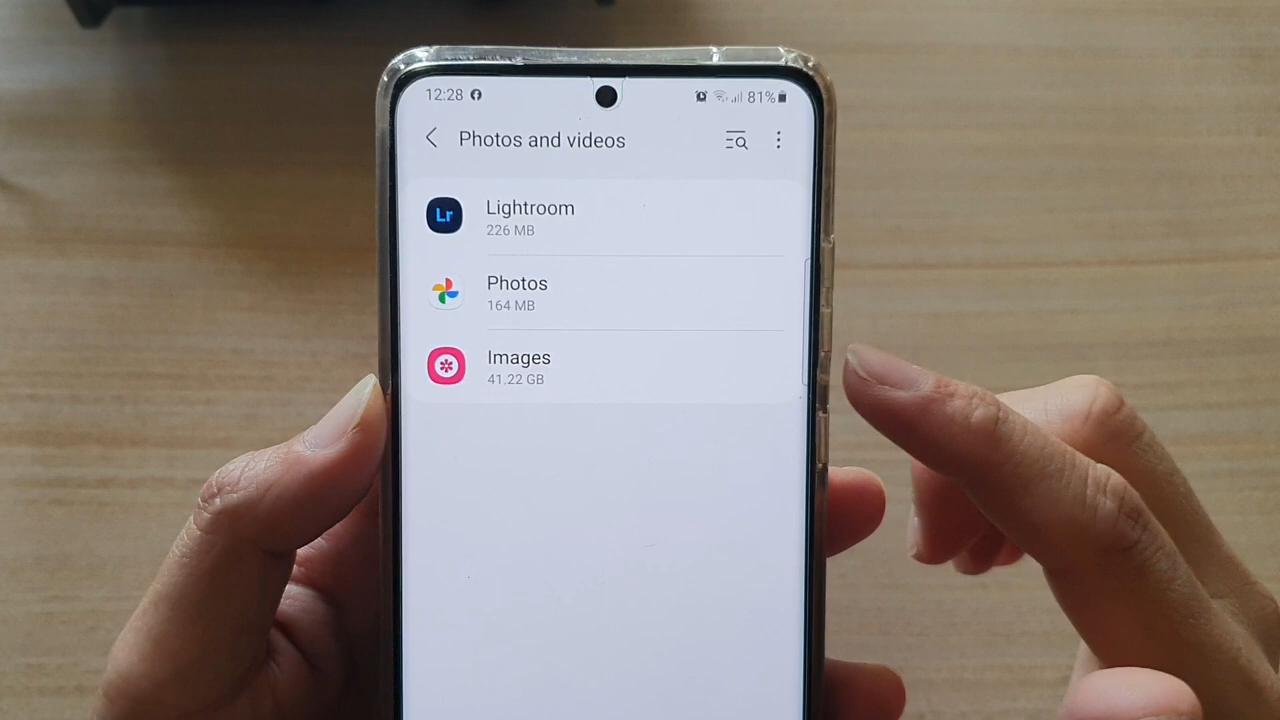 12:28
81%
Photos and videos
Lr
Lightroom
226 MB
Photos
164 MB
Images
41.22 GB